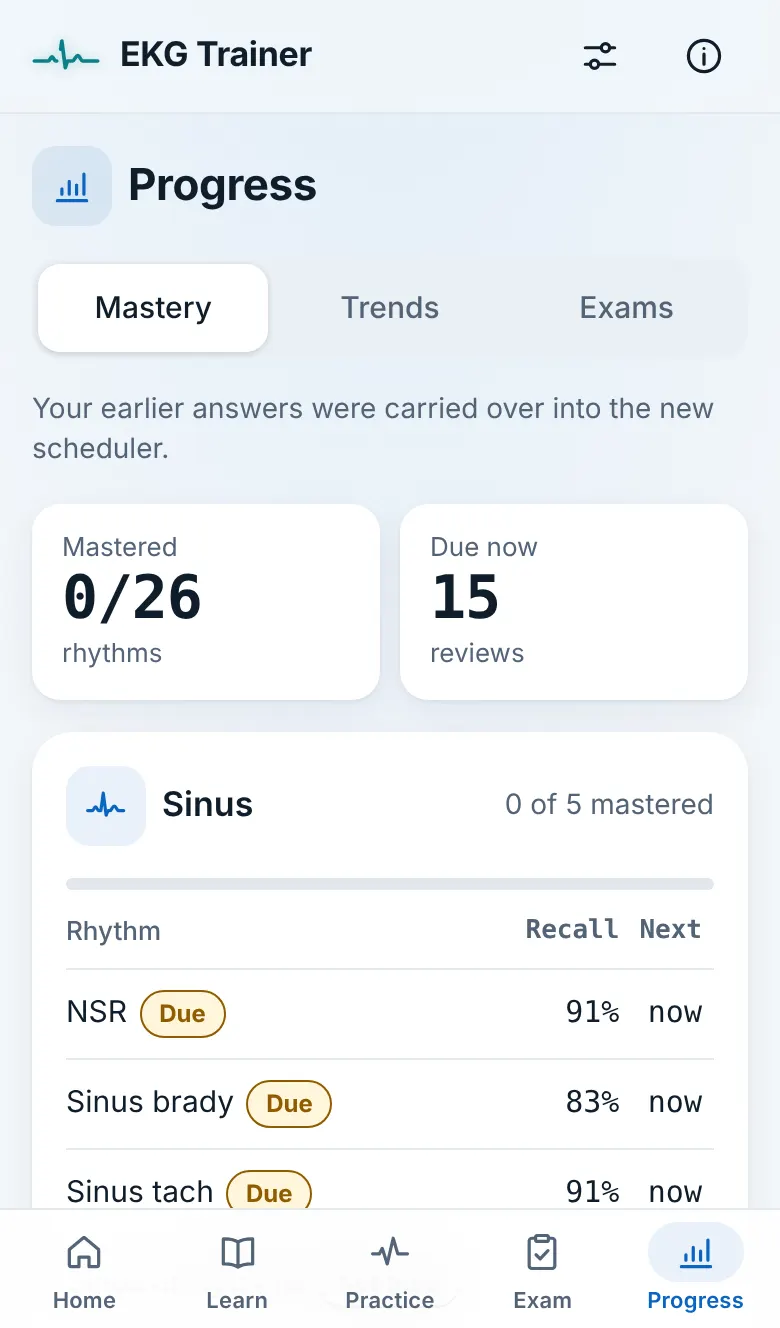 EKG Trainer
Progress
Mastery Trends Exams
Your earlier answers were carried over into the new
scheduler.
Mastered
0/26
rhythms
Due now
15
reviews
Sinus 0 of 5 mastered
Rhythm Recall Next
NSR Due 91% now
Sinus brady Due 83% now
Sinus tach Due 91% now
Home Learn Practice Exam Progress